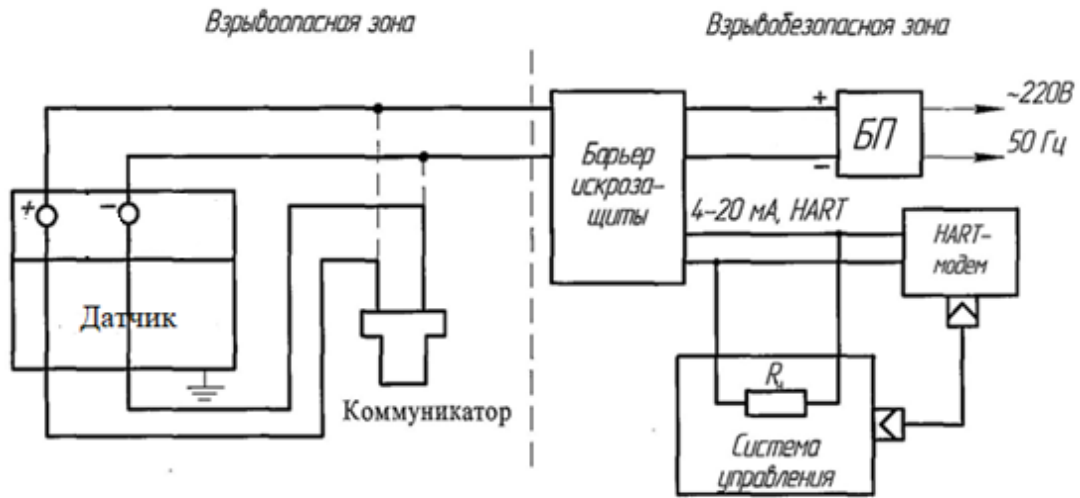 Взрывоопасная зона
Взрывобезопасная зона
+
-
Датчик
Коммуникатор
Барьер
искроза-
щиты
+
-
БП
~220В
50 Гц
4-20 мА, HART
HART-
модем
Rн
Система
управления